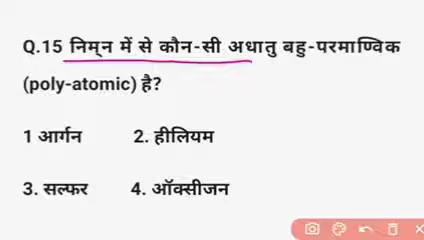 Q.15 निम्न में से कौन-सी अधातु बहु-परमाण्विक
(poly-atomic) है?
1 आर्गन 2. हीलियम
3. सल्फर 4. ऑक्सीजन